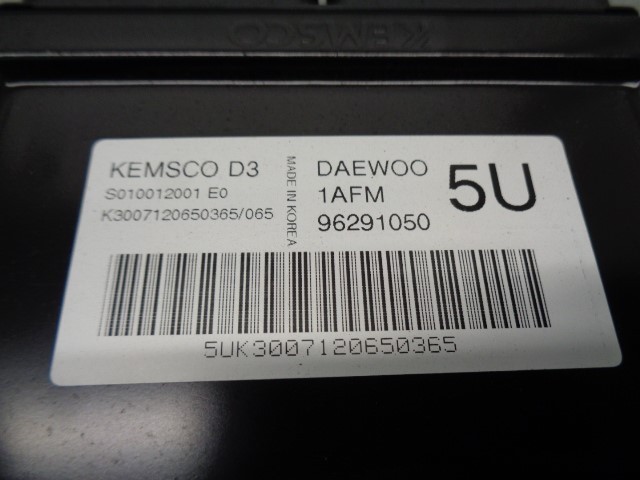 KEMSCO
KEMSCO D3
S010012001 E0
K3007120650365/065
MADE IN KOREA
DAEWOO
1AFM
96291050
5U
5UK3007120650365